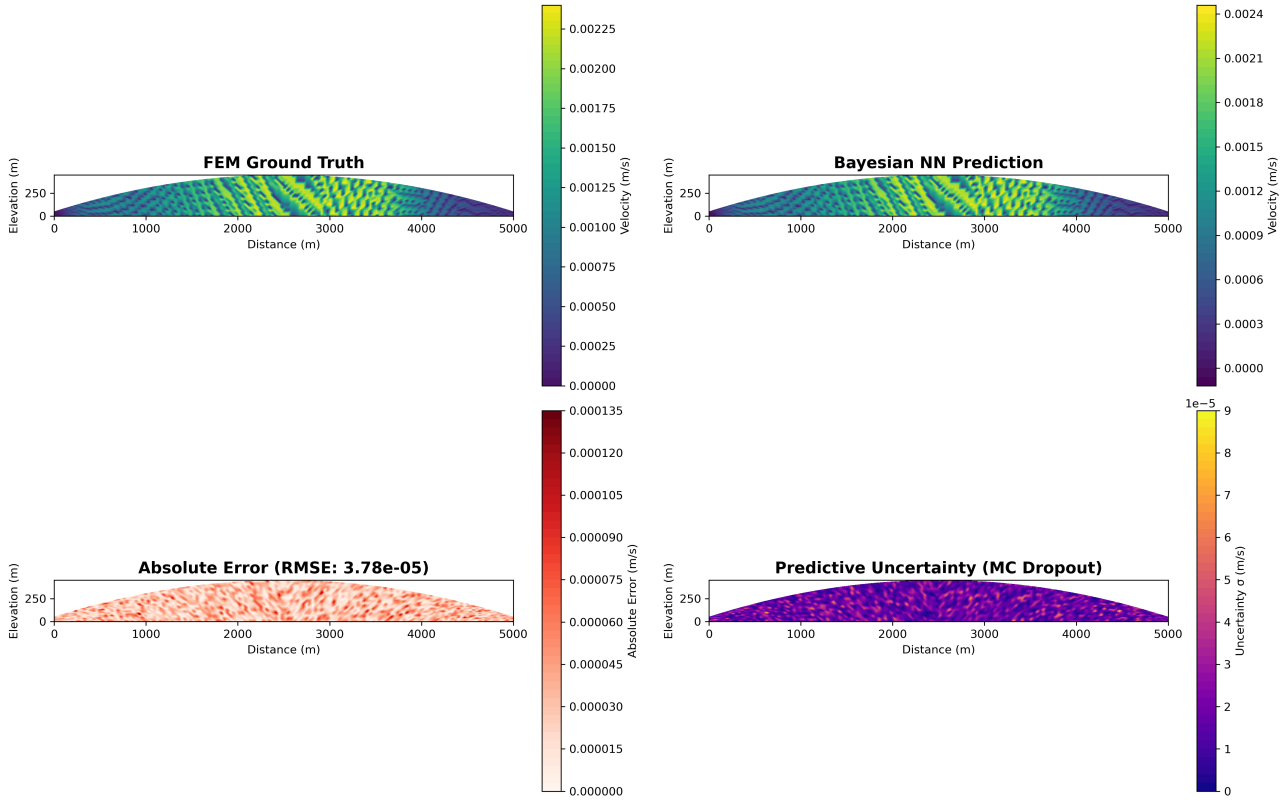 FEM Ground Truth
Elevation (m)
250
0
0 1000 2000 3000 4000 5000
Distance (m)
0.00225
0.00200
0.00175
0.00150
0.00125
0.00100
0.00075
0.00050
0.00025
0.00000
Velocity (m/s)
Bayesian NN Prediction
Elevation (m)
250
0
0 1000 2000 3000 4000 5000
Distance (m)
0.0024
0.0021
0.0018
0.0015
0.0012
0.0009
0.0006
0.0003
0.0000
Velocity (m/s)
Absolute Error (RMSE: 3.78e-05)
Elevation (m)
250
0
0 1000 2000 3000 4000 5000
Distance (m)
0.000135
0.000120
0.000105
0.000090
0.000075
0.000060
0.000045
0.000030
0.000015
0.000000
Absolute Error (m/s)
Predictive Uncertainty (MC Dropout)
Elevation (m)
250
0
0 1000 2000 3000 4000 5000
Distance (m)
1e−5
9
8
7
6
5
4
3
2
1
0
Uncertainty σ (m/s)